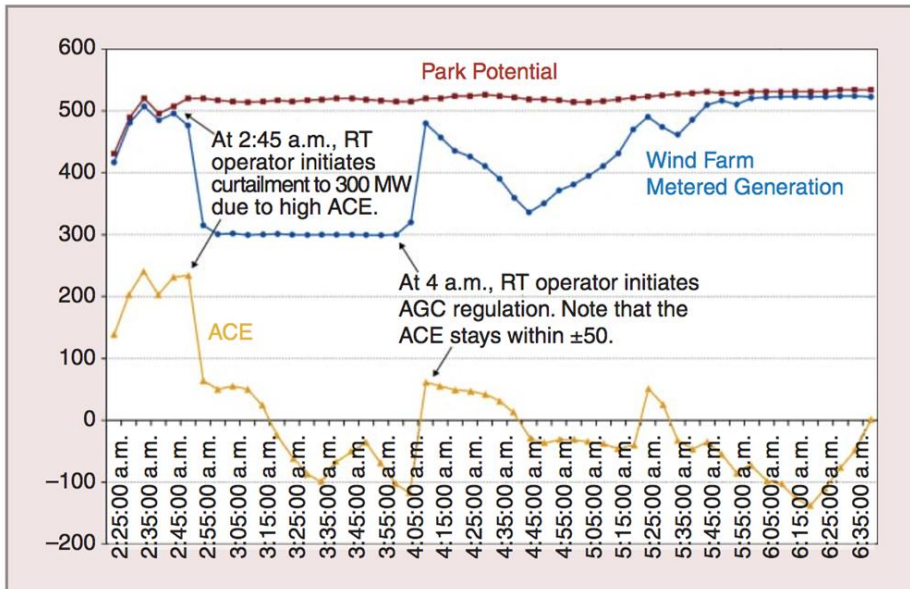 600
500
400
300
200
100
0
−100
−200
Park Potential
At 2:45 a.m., RT
operator initiates
curtailment to 300 MW
due to high ACE.
Wind Farm
Metered Generation
At 4 a.m., RT operator initiates
AGC regulation. Note that the
ACE stays within ±50.
ACE
2:25:00 a.m.
2:35:00 a.m.
2:45:00 a.m.
2:55:00 a.m.
3:05:00 a.m.
3:15:00 a.m.
3:25:00 a.m.
3:35:00 a.m.
3:45:00 a.m.
3:55:00 a.m.
4:05:00 a.m.
4:15:00 a.m.
4:25:00 a.m.
4:35:00 a.m.
4:45:00 a.m.
4:55:00 a.m.
5:05:00 a.m.
5:15:00 a.m.
5:25:00 a.m.
5:35:00 a.m.
5:45:00 a.m.
5:55:00 a.m.
6:05:00 a.m.
6:15:00 a.m.
6:25:00 a.m.
6:35:00 a.m.